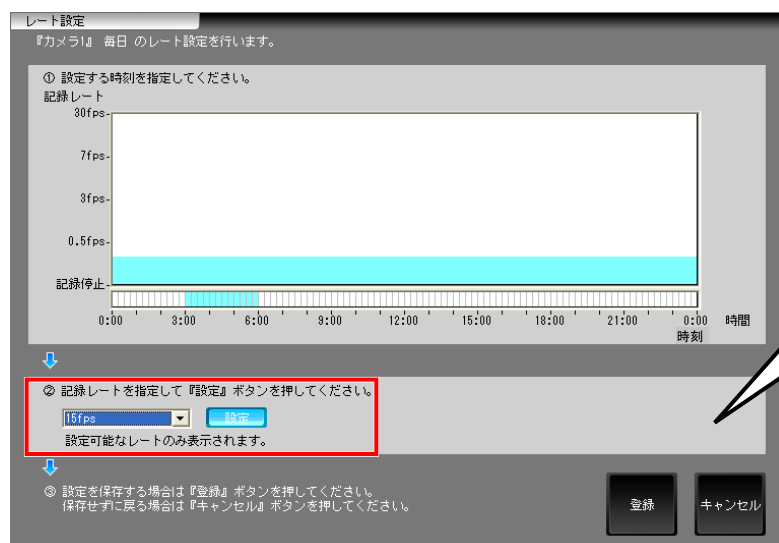 レート設定
『カメラ1』 毎日 のレート設定を行います。
① 設定する時刻を指定してください。
記録レート
30fps
7fps
3fps
0.5fps
記録停止
0:00 3:00 6:00 9:00 12:00 15:00 18:00 21:00 0:00 時間
時刻
② 記録レートを指定して『設定』ボタンを押してください。
15fps 設定
設定可能なレートのみ表示されます。
③ 設定を保存する場合は『登録』ボタンを押してください。
保存せずに戻る場合は『キャンセル』ボタンを押してください。
登録 キャンセル